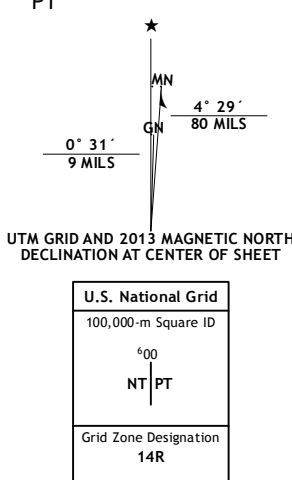 PT
MN
4° 29´
80 MILS
GN
0° 31´
9 MILS
UTM GRID AND 2013 MAGNETIC NORTH
DECLINATION AT CENTER OF SHEET
U.S. National Grid
100,000-m Square ID
⁶00
NT PT
Grid Zone Designation
14R